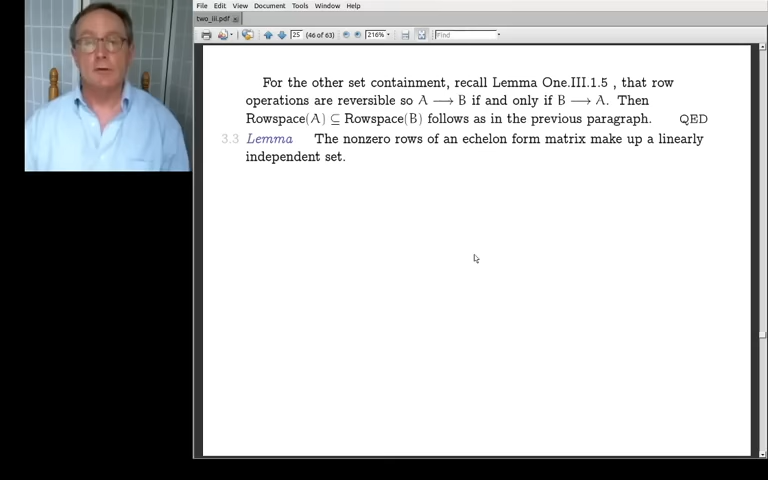 File Edit View Document Tools Window Help
two_iii.pdf
25 (46 of 63) 216% Find
For the other set containment, recall Lemma One.III.1.5 , that row
operations are reversible so A ⟶ B if and only if B ⟶ A. Then
Rowspace(A) ⊆ Rowspace(B) follows as in the previous paragraph. QED
3.3 Lemma The nonzero rows of an echelon form matrix make up a linearly
independent set.